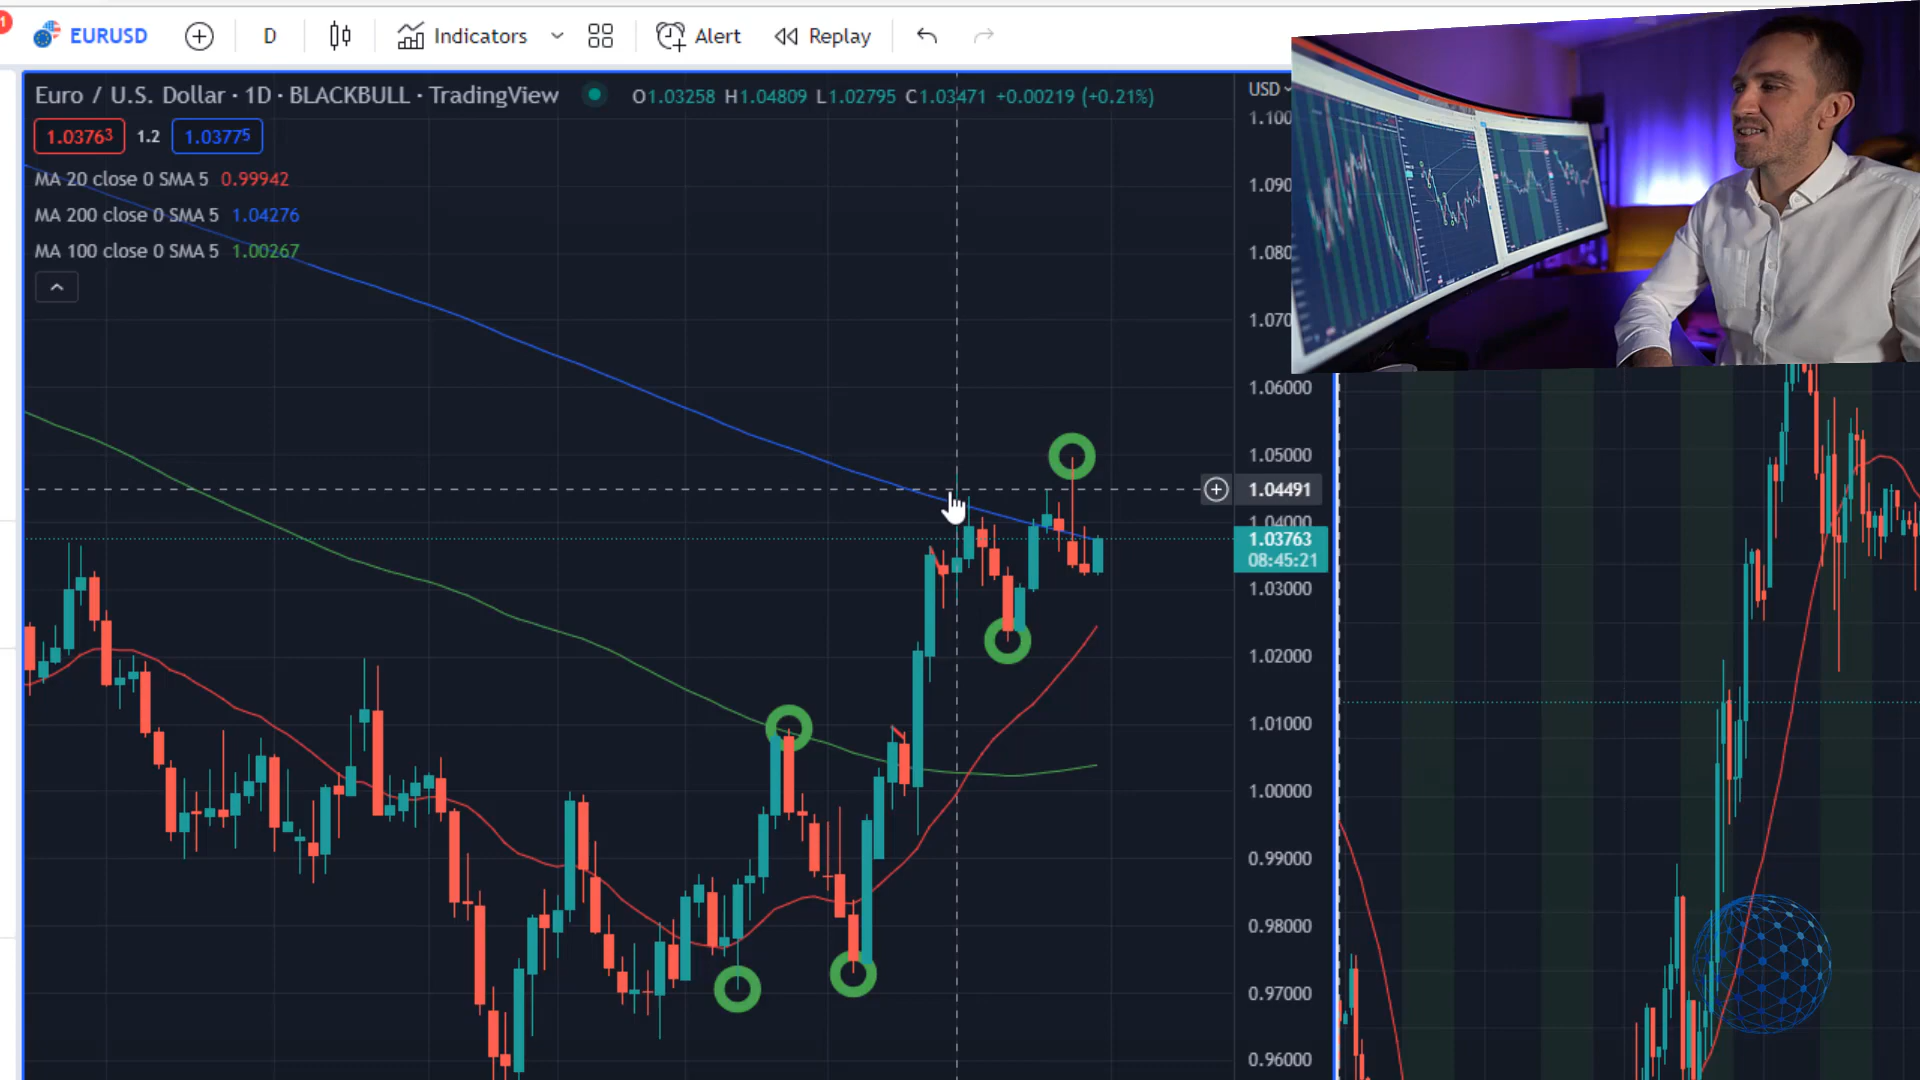 1
EURUSD D Indicators Alert Replay
Euro / U.S. Dollar · 1D · BLACKBULL · TradingView O1.03258 H1.04809 L1.02795 C1.03471 +0.00219 (+0.21%)
1.03763 1.2 1.03775
MA 20 close 0 SMA 5 0.99942
MA 200 close 0 SMA 5 1.04276
MA 100 close 0 SMA 5 1.00267
USD
1.100
1.090
1.080
1.070
1.06000
1.05000
1.04491
1.04000
1.03763
08:45:21
1.03000
1.02000
1.01000
1.00000
0.99000
0.98000
0.97000
0.96000